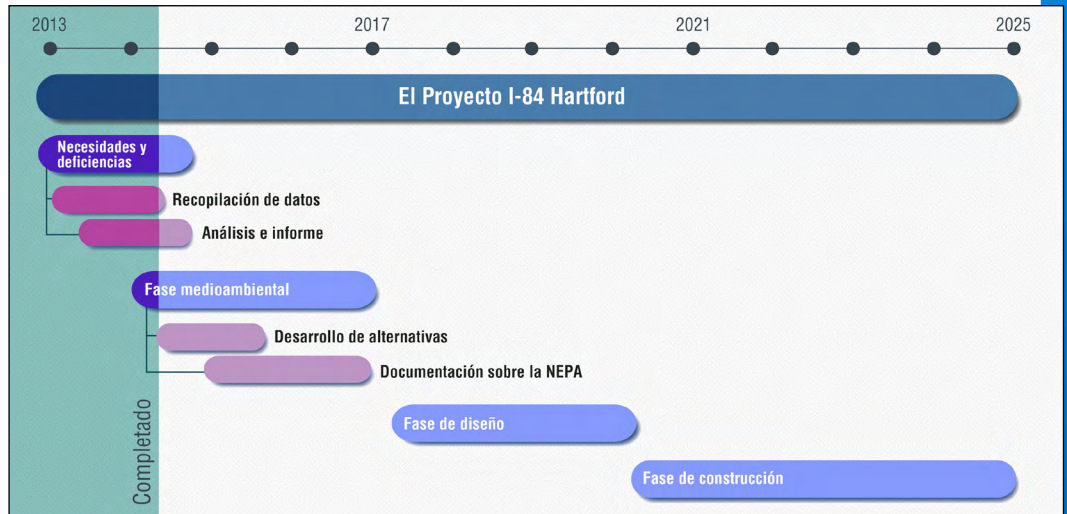 2013 2017 2021 2025
El Proyecto I-84 Hartford
Necesidades y
deficiencias
Recopilación de datos
Análisis e informe
Fase medioambiental
Desarrollo de alternativas
Documentación sobre la NEPA
Completado
Fase de diseño
Fase de construcción